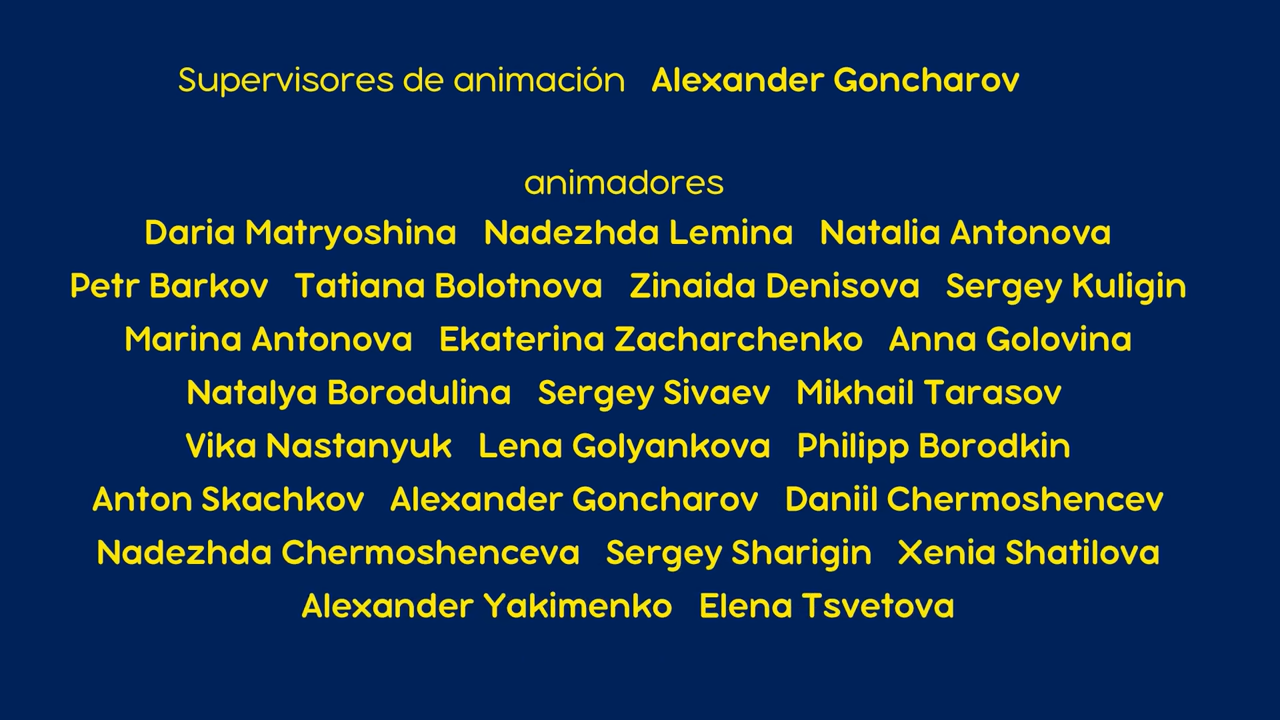 Supervisores de animación Alexander Goncharov
animadores
Daria Matryoshina Nadezhda Lemina Natalia Antonova
Petr Barkov Tatiana Bolotnova Zinaida Denisova Sergey Kuligin
Marina Antonova Ekaterina Zacharchenko Anna Golovina
Natalya Borodulina Sergey Sivaev Mikhail Tarasov
Vika Nastanyuk Lena Golyankova Philipp Borodkin
Anton Skachkov Alexander Goncharov Daniil Chermoshencev
Nadezhda Chermoshenceva Sergey Sharigin Xenia Shatilova
Alexander Yakimenko Elena Tsvetova